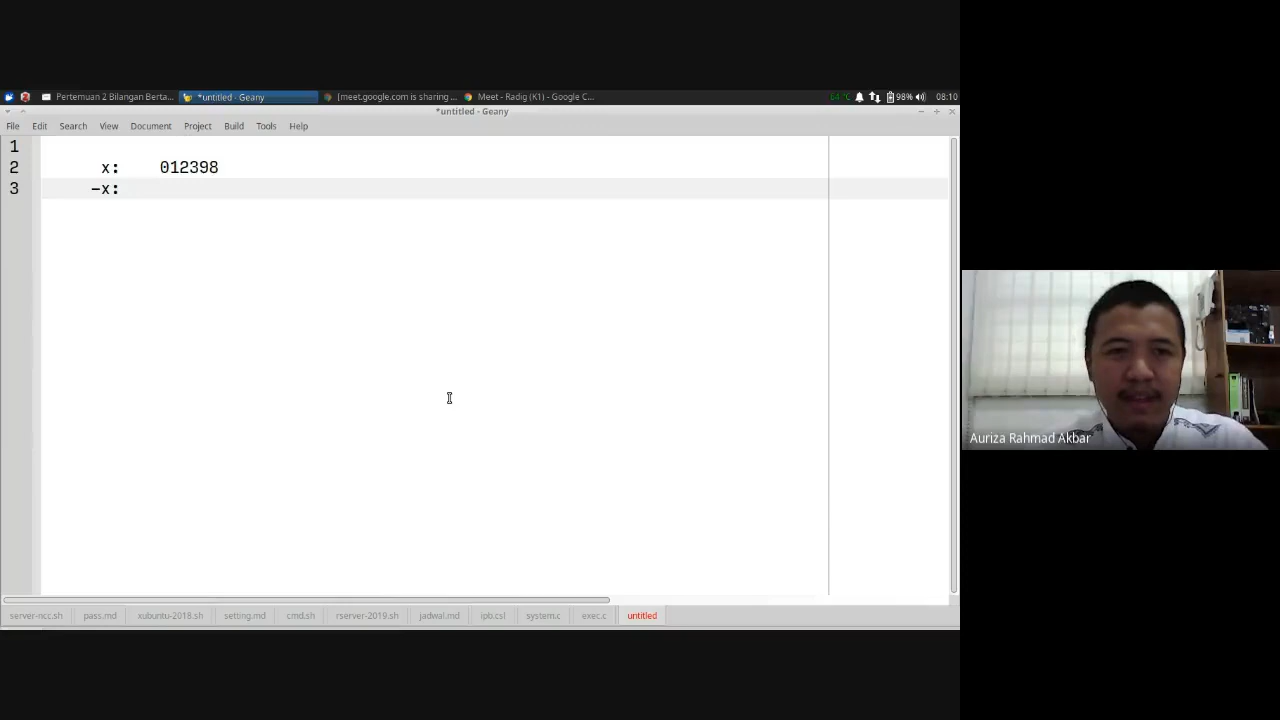 Pertemuan 2 Bilangan Berta...
*untitled - Geany
[meet.google.com is sharing ...
Meet - Radig (K1) - Google C...
64°C
98%
08:10
*untitled - Geany
File Edit Search View Document Project Build Tools Help
1
2 x: 012398
3 -x:
Auriza Rahmad Akbar
server-ncc.sh pass.md xubuntu-2018.sh setting.md cmd.sh rserver-2019.sh jadwal.md ipb.csl system.c exec.c untitled